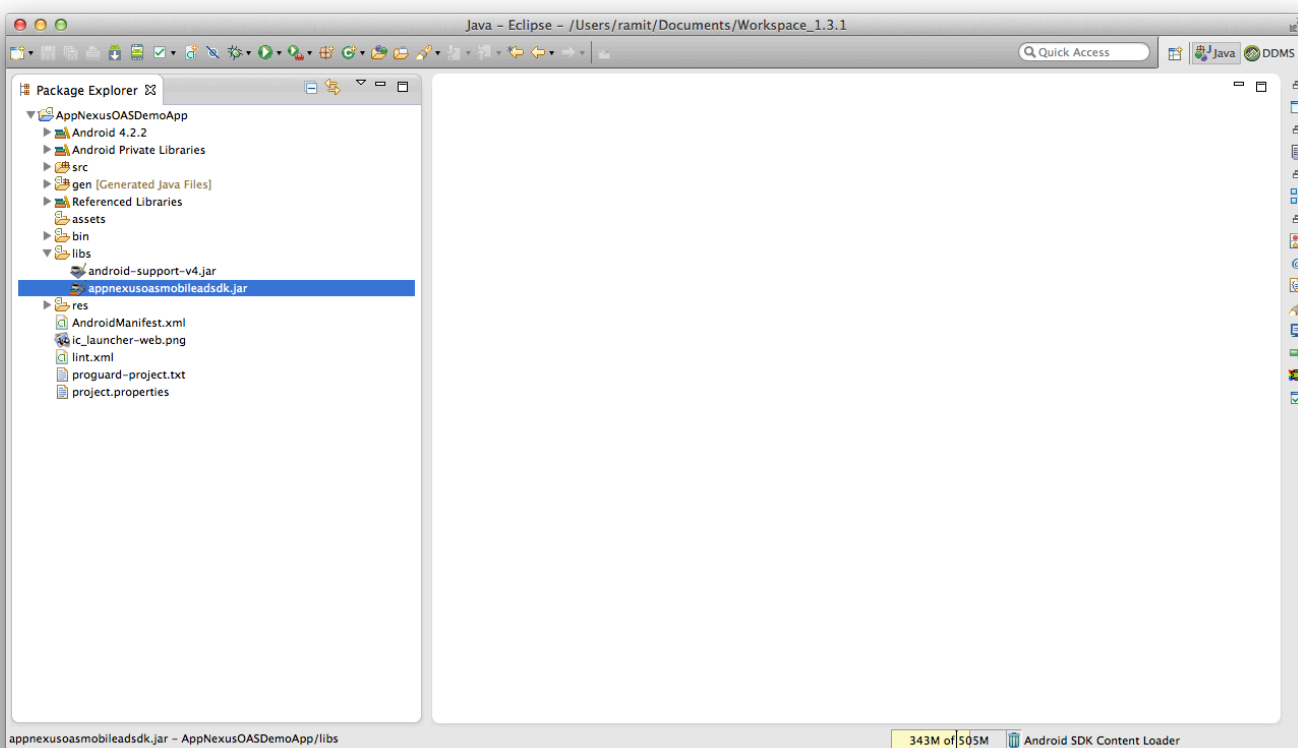 Java – Eclipse – /Users/ramit/Documents/Workspace_1.3.1
Quick Access
Java
DDMS
Package Explorer
AppNexusOASDemoApp
Android 4.2.2
Android Private Libraries
src
gen [Generated Java Files]
Referenced Libraries
assets
bin
libs
android-support-v4.jar
appnexusoasmobileadsdk.jar
res
AndroidManifest.xml
ic_launcher-web.png
lint.xml
proguard-project.txt
project.properties
appnexusoasmobileadsdk.jar – AppNexusOASDemoApp/libs
343M of 505M
Android SDK Content Loader